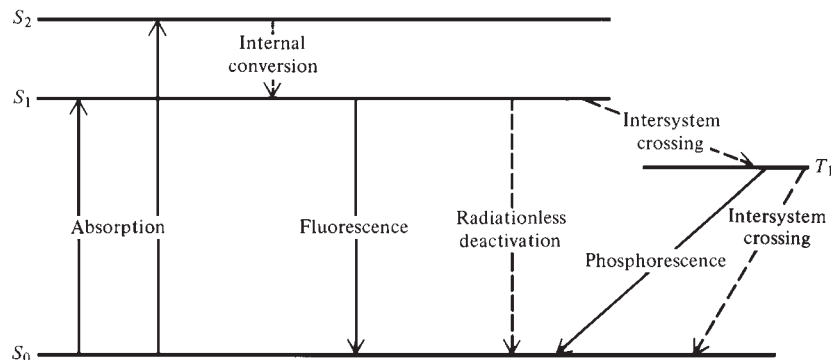 S₂
Internal
conversion
S₁
Intersystem
crossing
T₁
Absorption
Fluorescence
Radiationless
deactivation
Intersystem
crossing
Phosphorescence
S₀